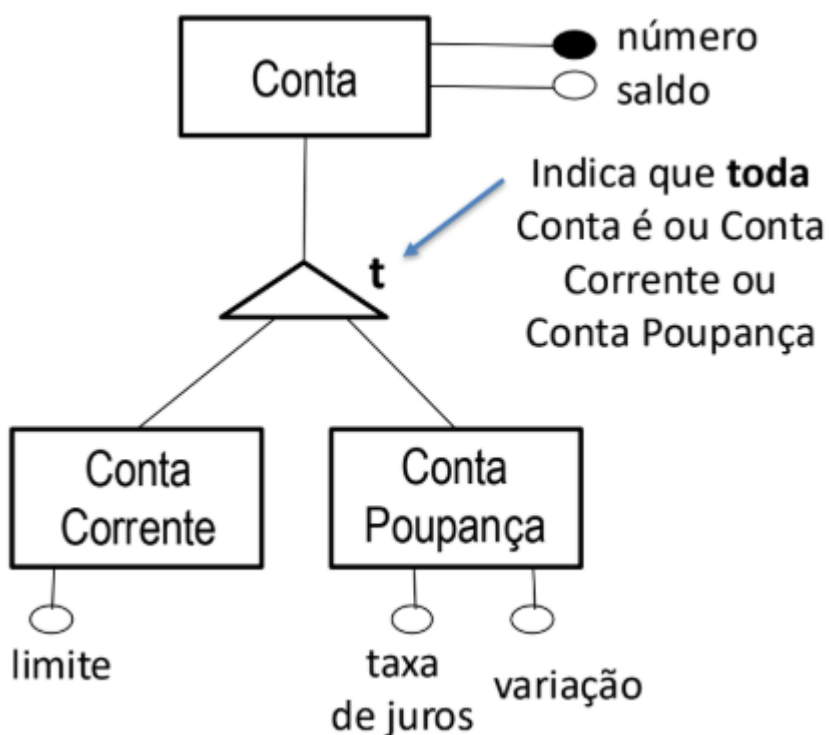 Conta
número
saldo
Indica que toda
Conta é ou Conta
Corrente ou
Conta Poupança
t
Conta
Corrente
Conta
Poupança
limite
taxa
de juros
variação